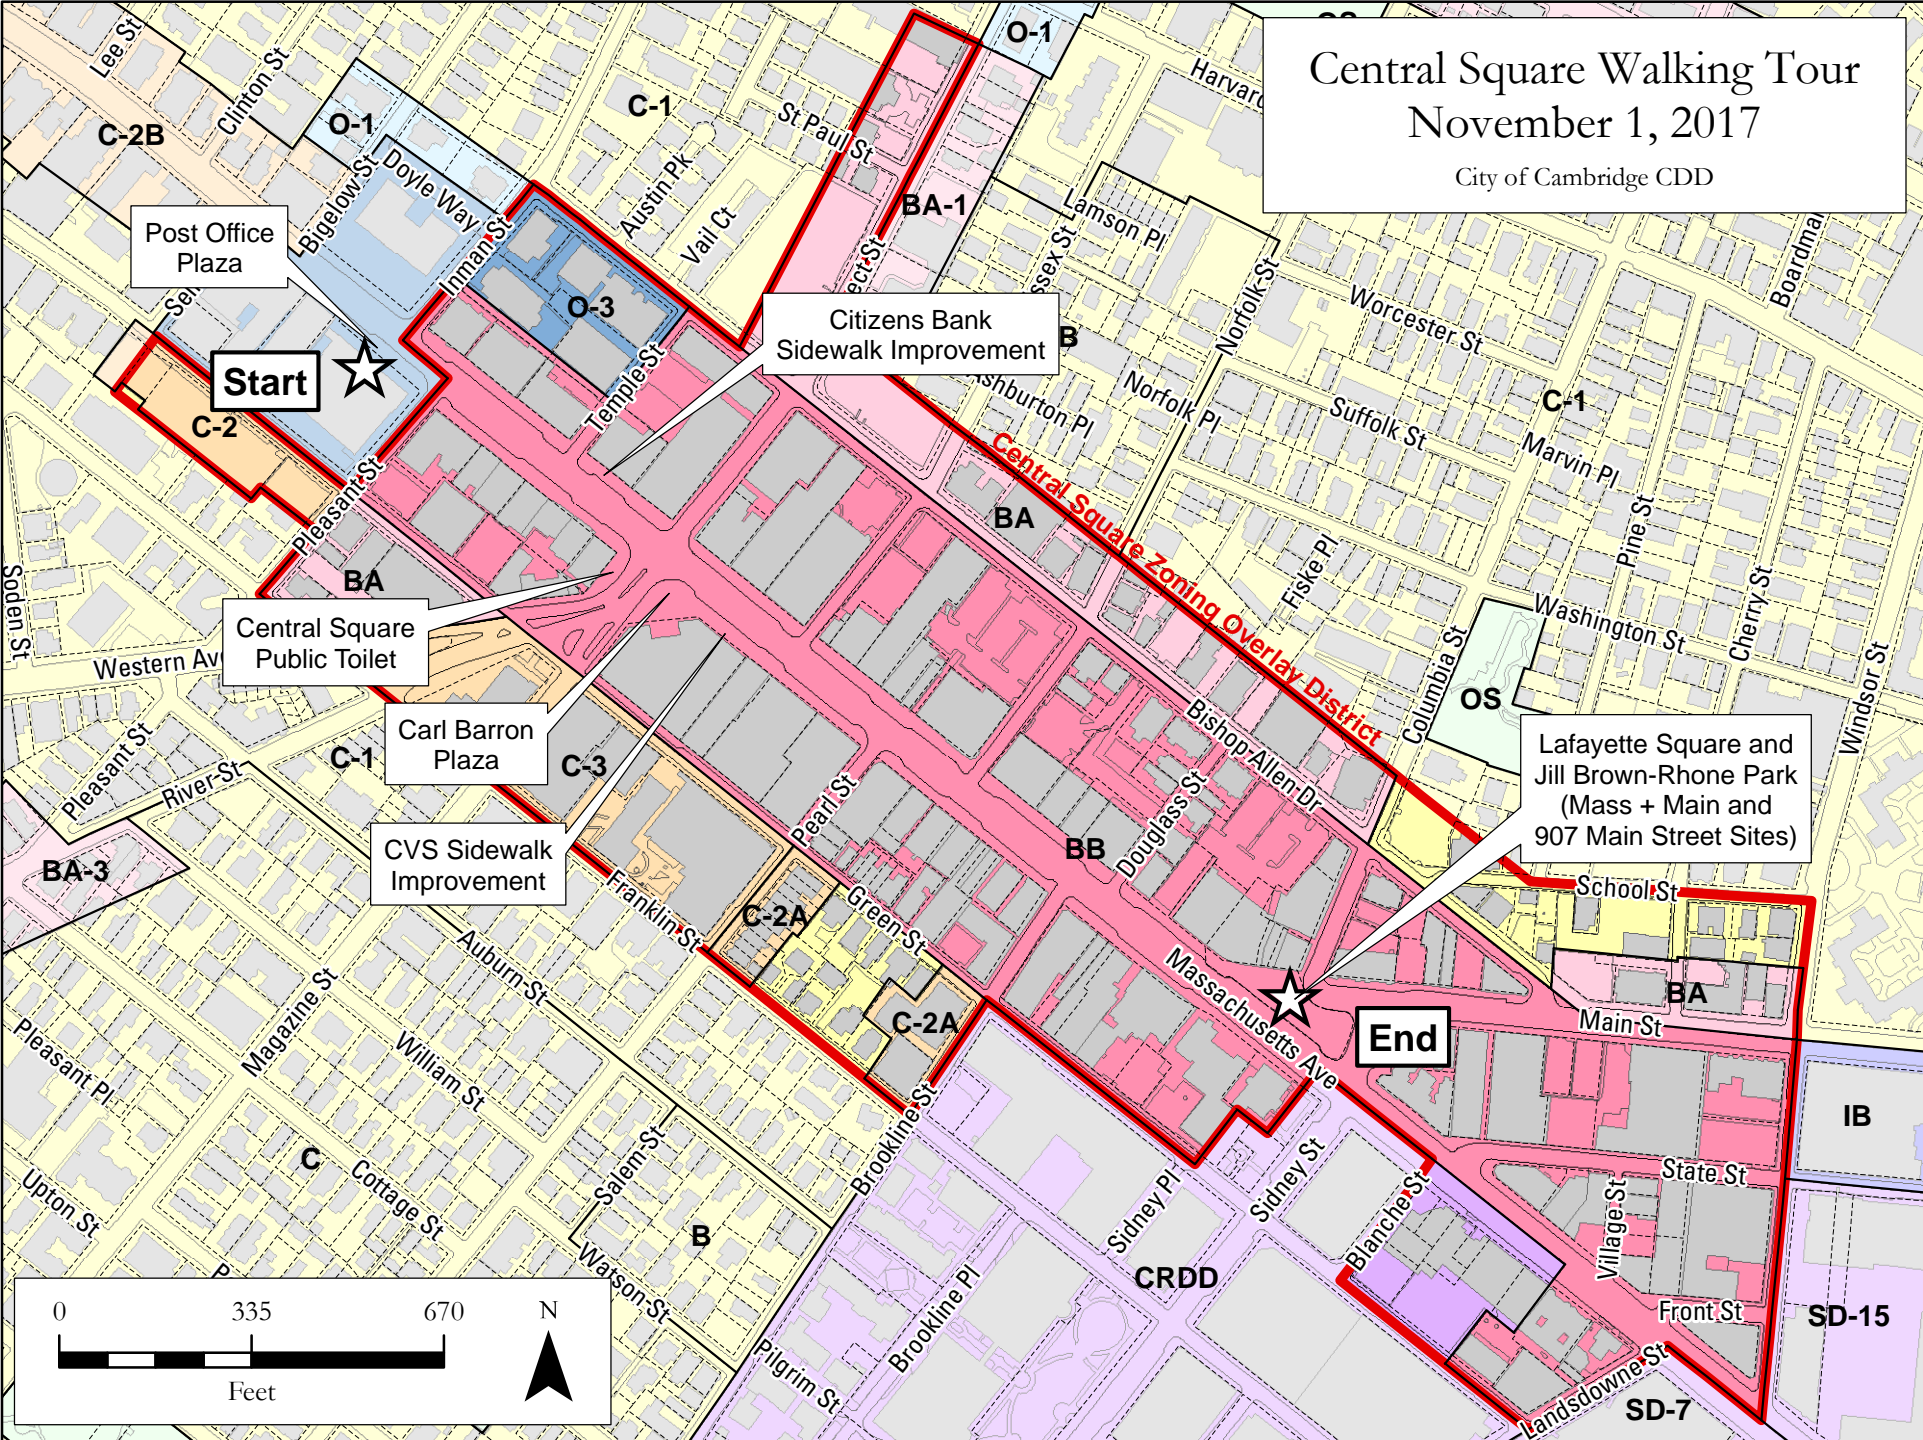 Central Square Walking Tour
November 1, 2017
City of Cambridge CDD
Lee St
Clinton St
C-2B
O-1
Bigelow St
Doyle Way
Inman St
C-1
Austin Pk
Vail Ct
St Paul St
O-1
BA-1
Lamson Pl
Norfolk St
Worcester St
Boardman
Post Office
Plaza
Start
C-2
O-3
Temple St
Citizens Bank
Sidewalk Improvement
B
Norfolk Pl
Suffolk St
C-1
Marvin Pl
Pine St
Cherry St
Windsor St
Washington St
Columbia St
OS
Fiske Pl
Central Square Zoning Overlay District
BA
Pleasant St
BA
Soden St
Central Square
Public Toilet
Carl Barron
Plaza
CVS Sidewalk
Improvement
Pleasant St
River St
C-1
C-3
BA-3
Bishop Allen Dr
Douglass St
BB
Pearl St
Green St
Franklin St
C-2A
C-2A
Auburn St
Magazine St
William St
Pleasant Pl
Upton St
C
Cottage St
Salem St
B
Watson St
Brookline St
Massachusetts Ave
Lafayette Square and
Jill Brown-Rhone Park
(Mass + Main and
907 Main Street Sites)
End
School St
BA
Main St
IB
State St
Village St
Front St
SD-15
SD-7
Landsdowne St
Blanche St
Sidney St
Sidney Pl
CRDD
Brookline Pl
Pilgrim St
0 335 670
Feet
N